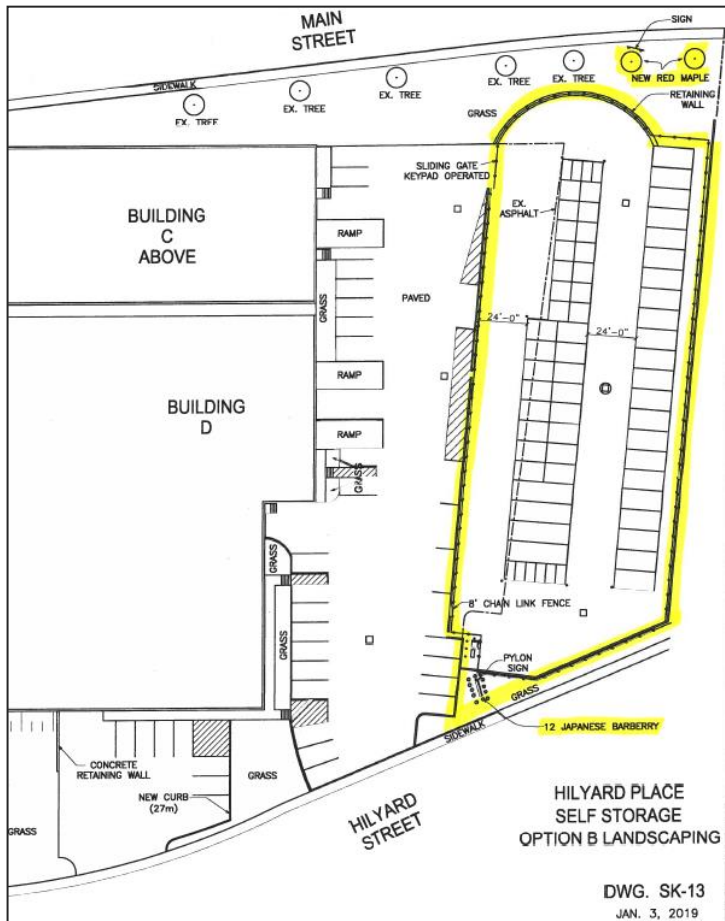 MAIN
STREET
SIGN
SIDEWALK
EX. TREE
EX. TREE
EX. TREE
EX. TREE
EX. TREE
NEW RED MAPLE
RETAINING
WALL
GRASS
SLIDING GATE
KEYPAD OPERATED
EX.
ASPHALT
BUILDING
C
ABOVE
RAMP
GRASS
PAVED
24'-0"
24'-0"
RAMP
BUILDING
D
RAMP
GRASS
GRASS
8' CHAIN LINK FENCE
GRASS
PYLON
SIGN
GRASS
12 JAPANESE BARBERRY
SIDEWALK
CONCRETE
RETAINING WALL
GRASS
NEW CURB
(27m)
GRASS
HILYARD
STREET
HILYARD PLACE
SELF STORAGE
OPTION B LANDSCAPING
DWG. SK-13
JAN. 3, 2019